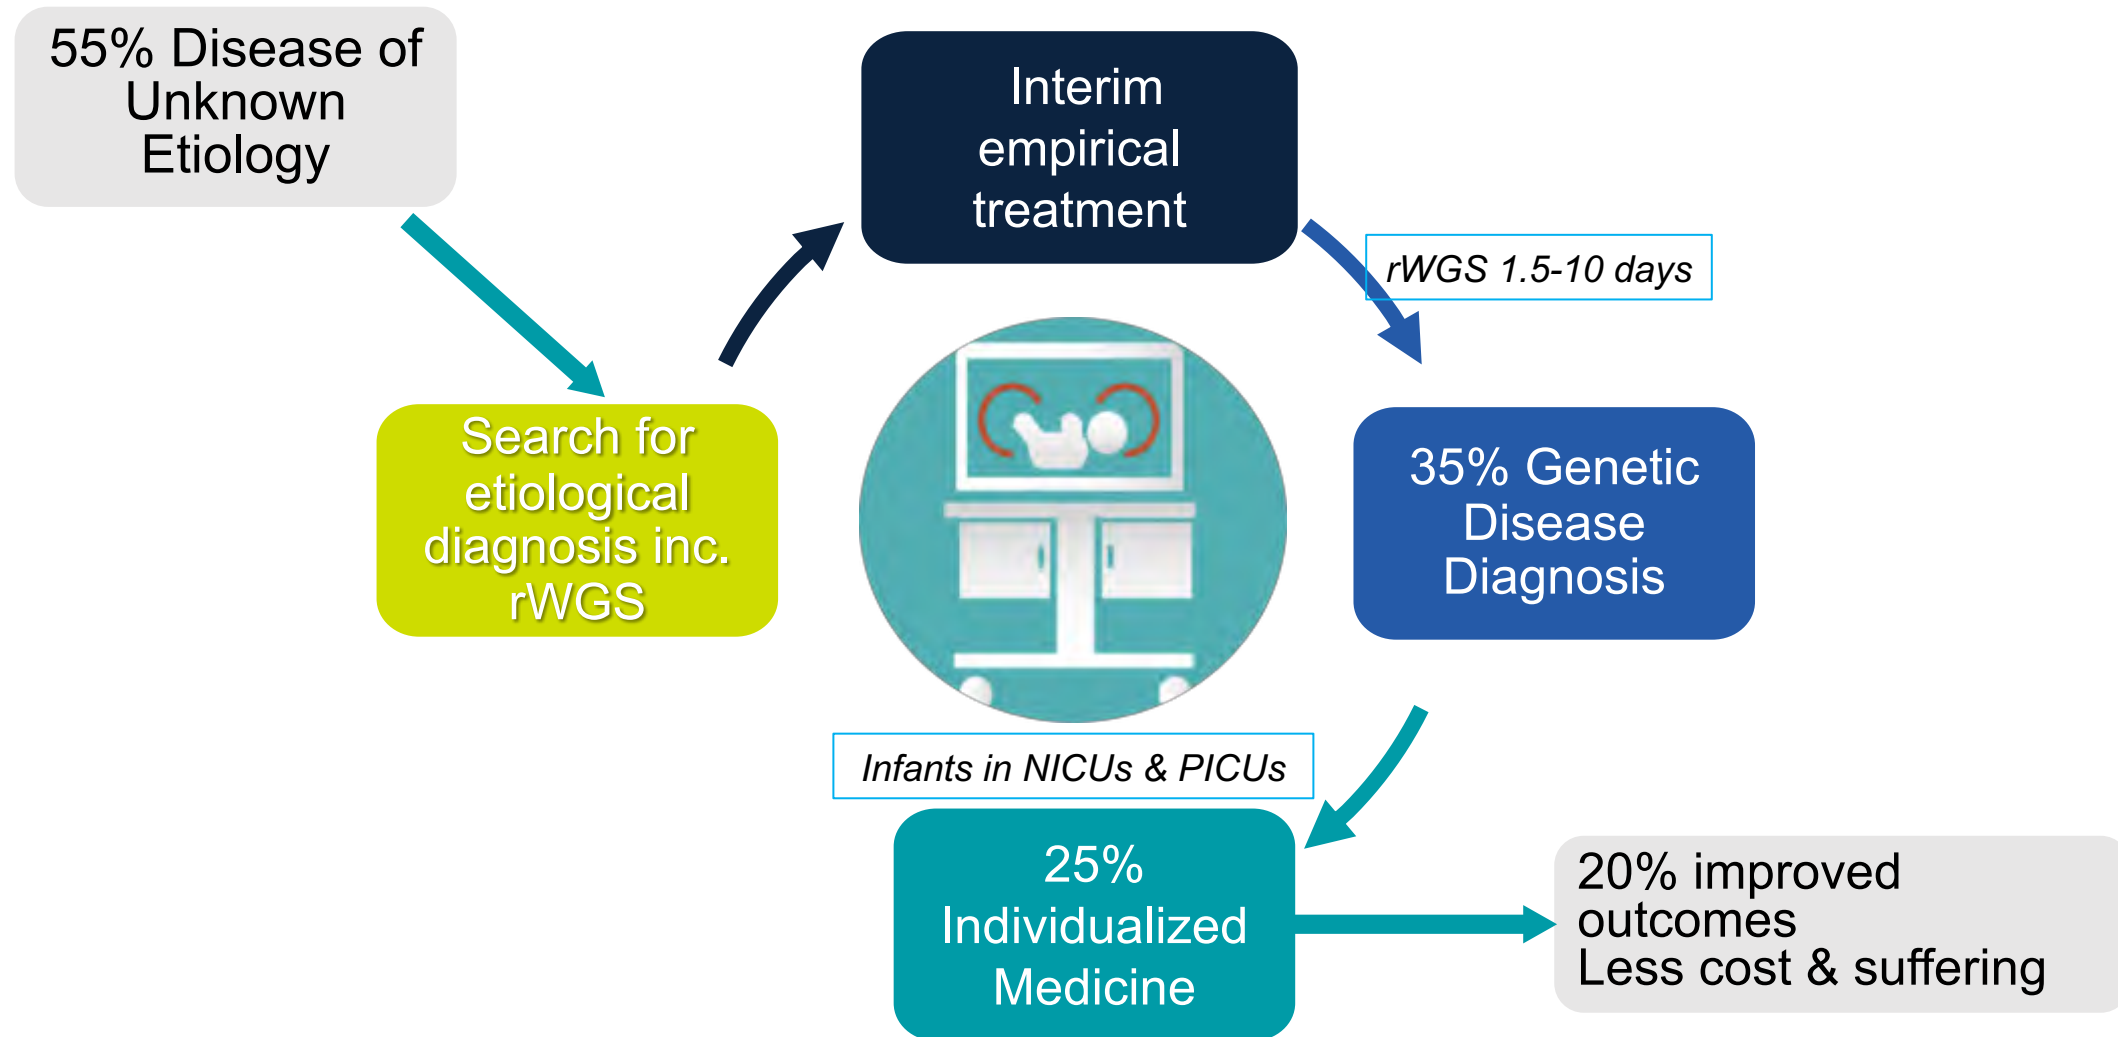 55% Disease of
Unknown
Etiology
Interim
empirical
treatment
rWGS 1.5-10 days
Search for
etiological
diagnosis inc.
rWGS
35% Genetic
Disease
Diagnosis
Infants in NICUs & PICUs
25%
Individualized
Medicine
20% improved
outcomes
Less cost & suffering